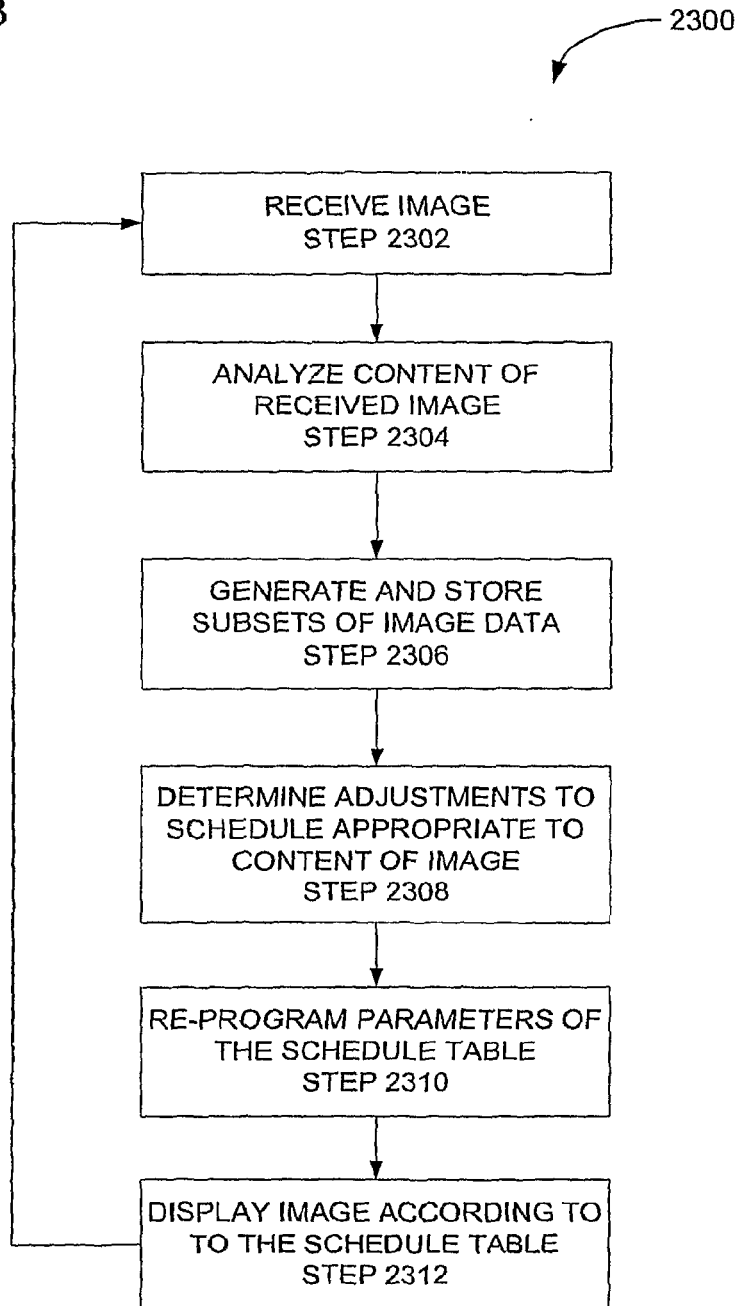 3
2300
RECEIVE IMAGE
STEP 2302
ANALYZE CONTENT OF
RECEIVED IMAGE
STEP 2304
GENERATE AND STORE
SUBSETS OF IMAGE DATA
STEP 2306
DETERMINE ADJUSTMENTS TO
SCHEDULE APPROPRIATE TO
CONTENT OF IMAGE
STEP 2308
RE-PROGRAM PARAMETERS OF
THE SCHEDULE TABLE
STEP 2310
DISPLAY IMAGE ACCORDING TO
TO THE SCHEDULE TABLE
STEP 2312